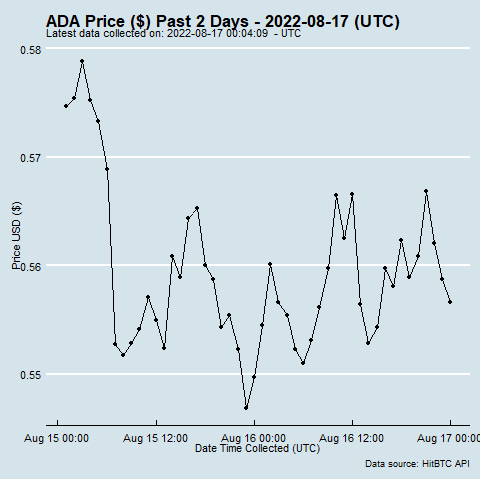 ADA Price ($) Past 2 Days - 2022-08-17 (UTC)
Latest data collected on: 2022-08-17 00:04:09 - UTC
0.58
0.57
0.56
0.55
Price USD ($)
Aug 15 00:00 Aug 15 12:00 Aug 16 00:00 Aug 16 12:00 Aug 17 00:00
Date Time Collected (UTC)
Data source: HitBTC API